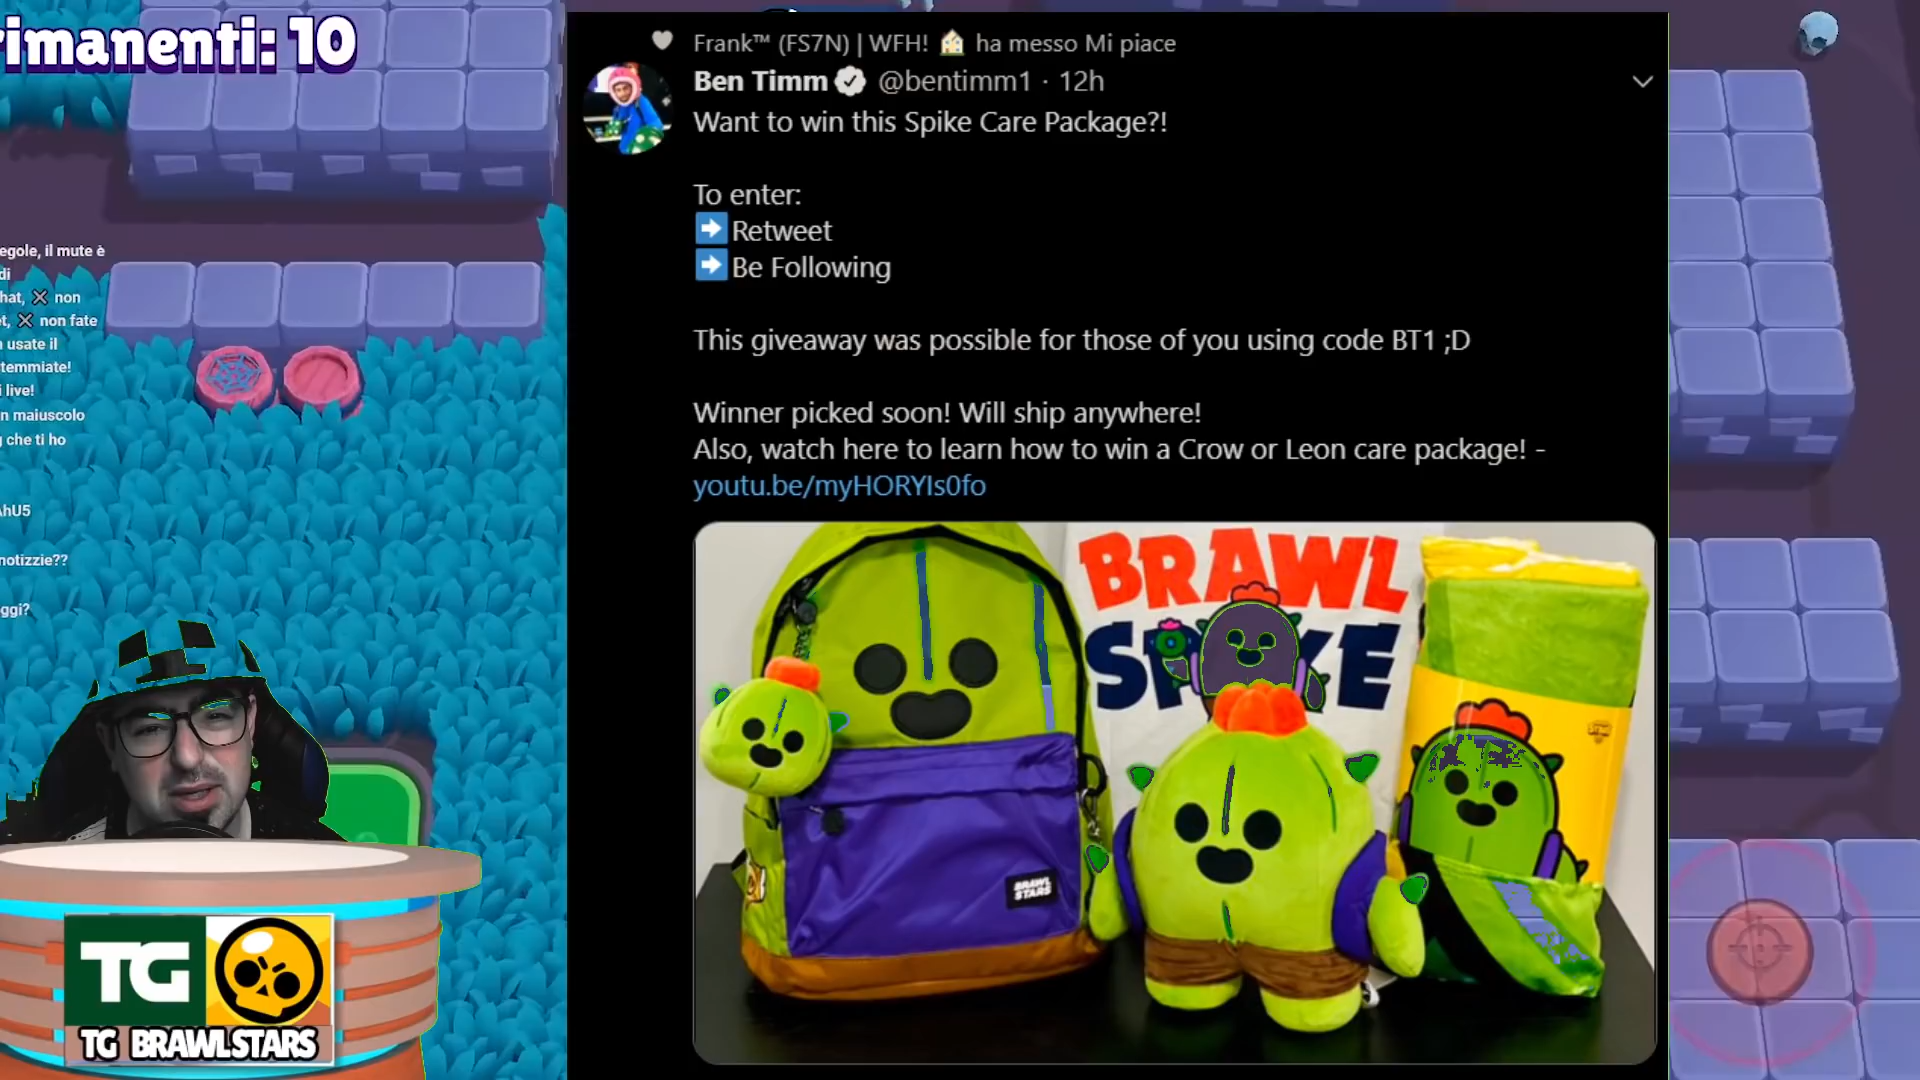 rimanenti: 10
Frank™ (FS7N) | WFH! 🏠 ha messo Mi piace
Ben Timm @bentimm1 · 12h
Want to win this Spike Care Package?!
To enter:
➡Retweet
➡Be Following
This giveaway was possible for those of you using code BT1 ;D
Winner picked soon! Will ship anywhere!
Also, watch here to learn how to win a Crow or Leon care package! -
youtu.be/myHORYIs0fo
egole, il mute è
di
hat, ❌ non
t, ❌ non fate
usate il
temmiate!
i live!
n maiuscolo
che ti ho
hU5
notizzie??
ggi?
BRAWL
SPIKE
BRAWL
STARS
TG
TG BRAWLSTARS